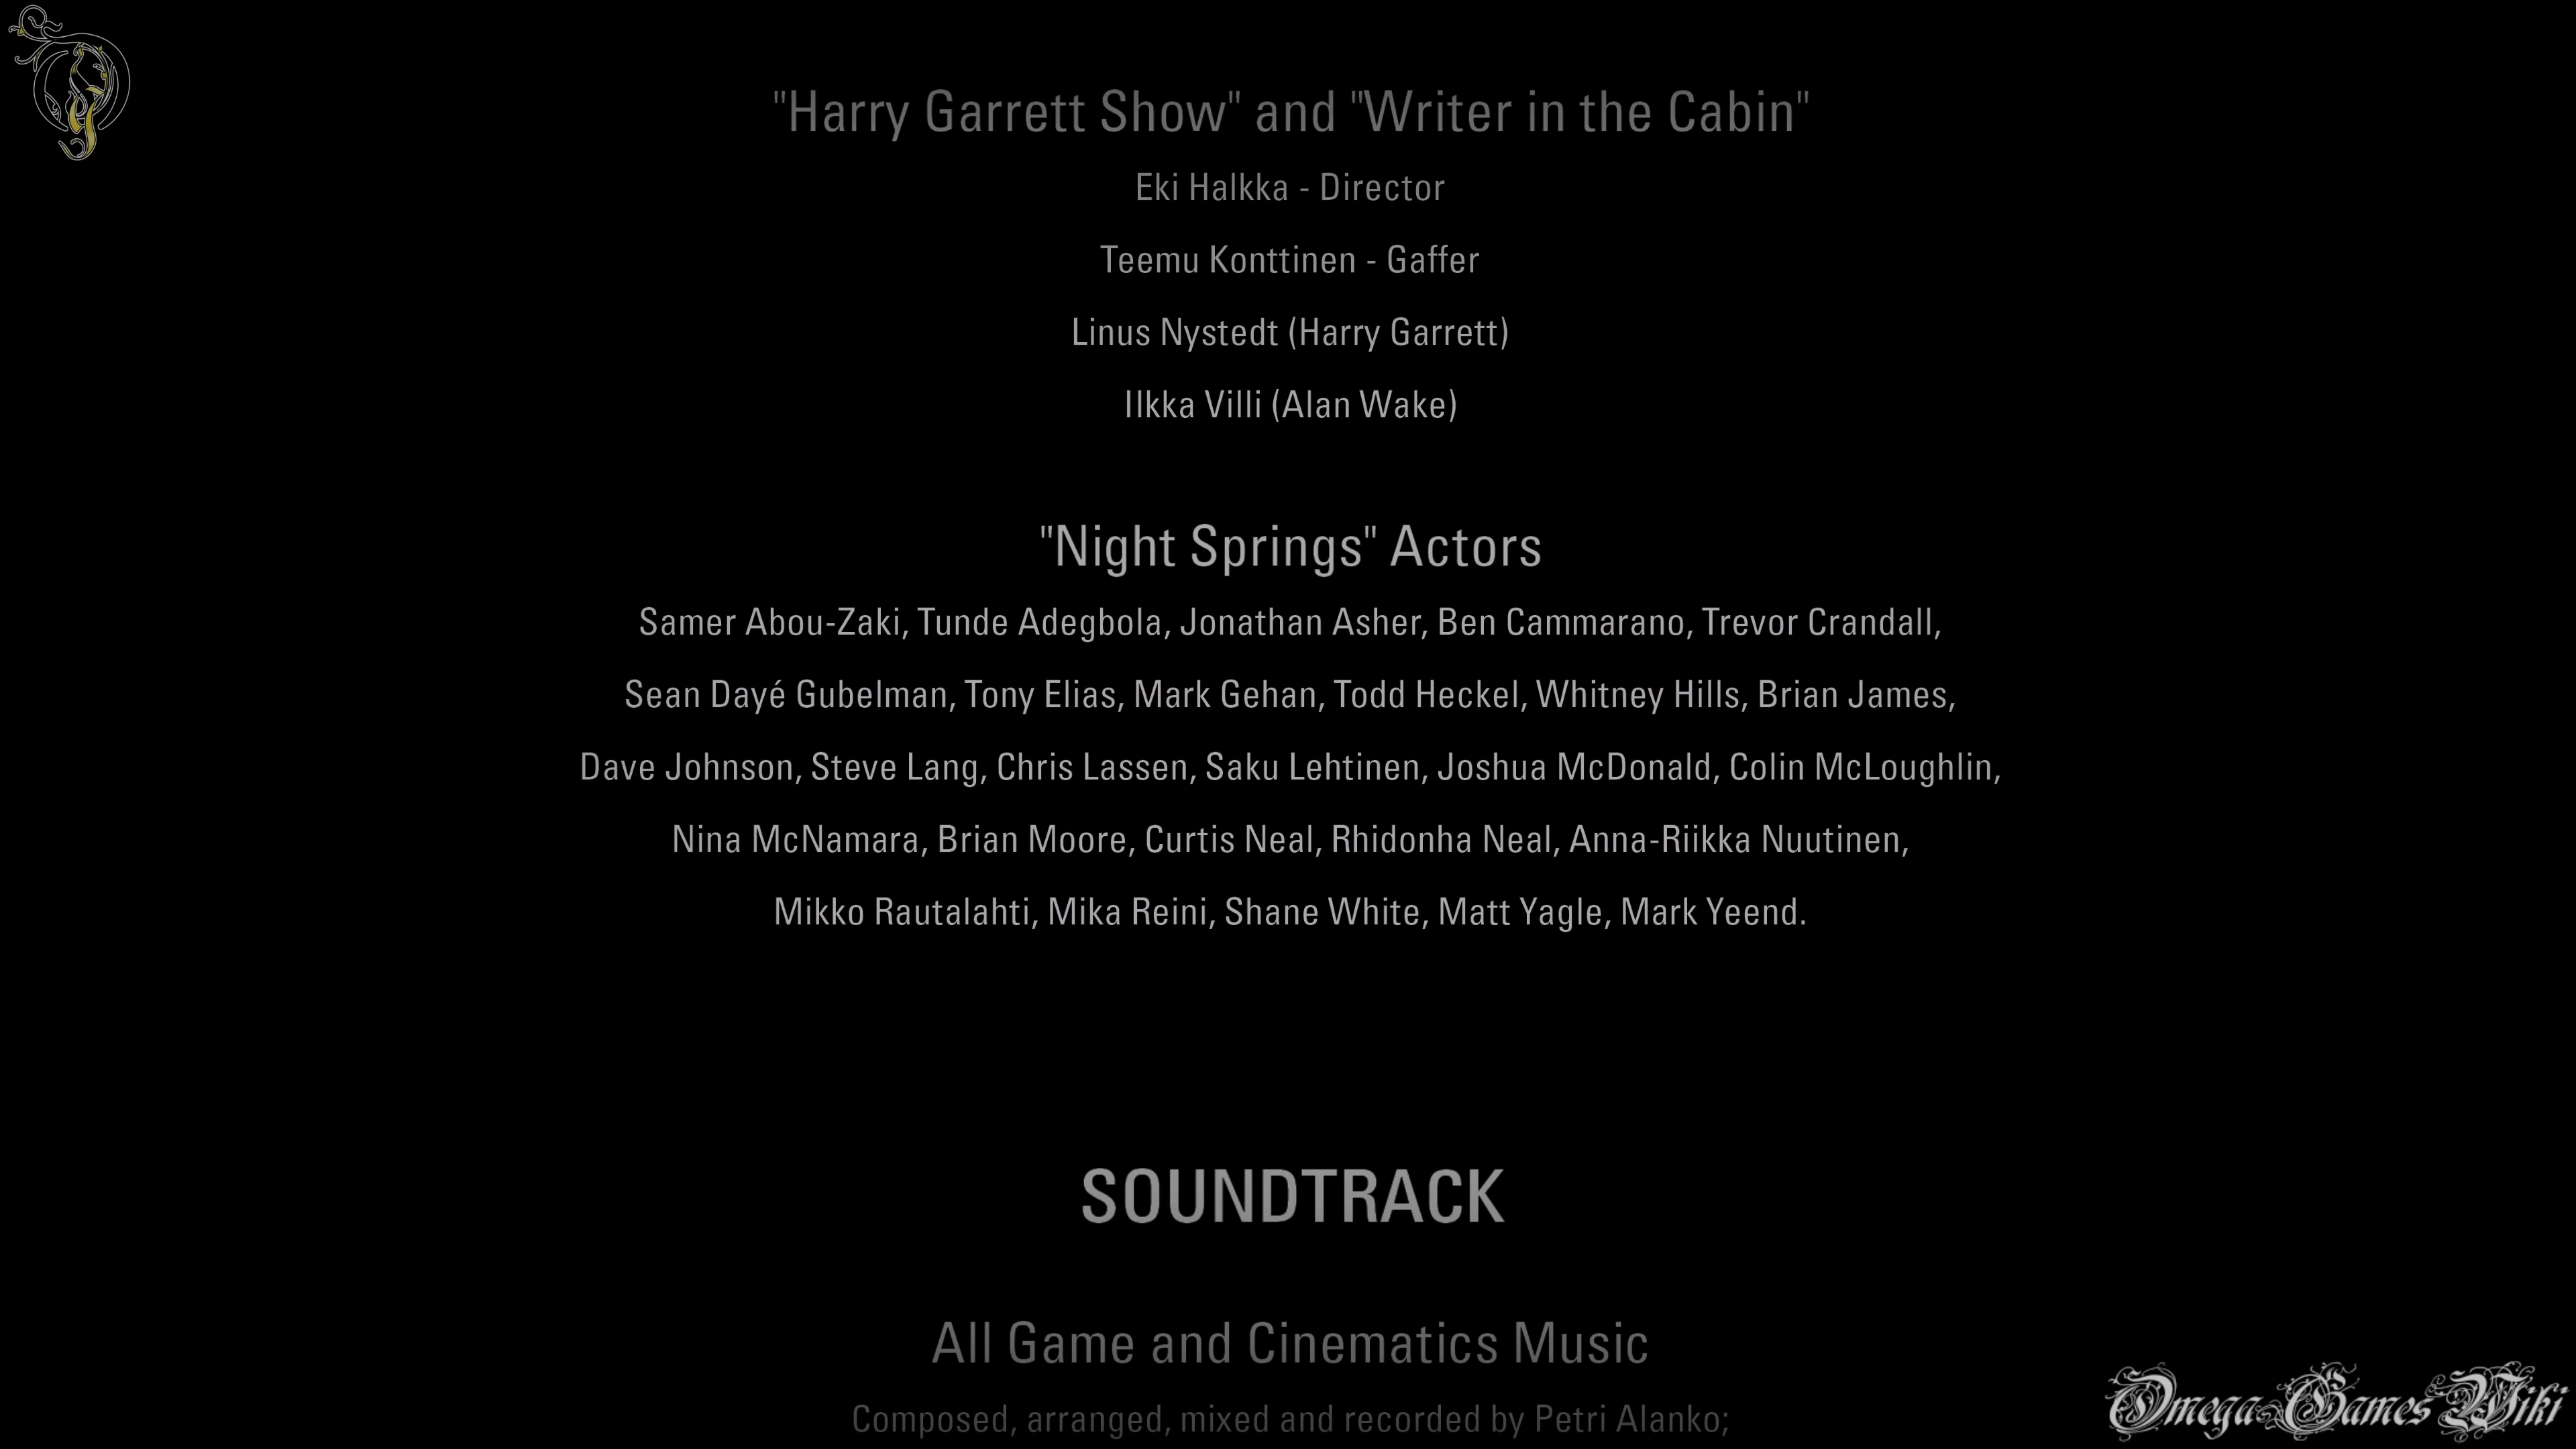 "Harry Garrett Show" and "Writer in the Cabin"
Eki Halkka - Director
Teemu Konttinen - Gaffer
Linus Nystedt (Harry Garrett)
Ilkka Villi (Alan Wake)
"Night Springs" Actors
Samer Abou-Zaki, Tunde Adegbola, Jonathan Asher, Ben Cammarano, Trevor Crandall,
Sean Dayé Gubelman, Tony Elias, Mark Gehan, Todd Heckel, Whitney Hills, Brian James,
Dave Johnson, Steve Lang, Chris Lassen, Saku Lehtinen, Joshua McDonald, Colin McLoughlin,
Nina McNamara, Brian Moore, Curtis Neal, Rhidonha Neal, Anna-Riikka Nuutinen,
Mikko Rautalahti, Mika Reini, Shane White, Matt Yagle, Mark Yeend.
SOUNDTRACK
All Game and Cinematics Music
Composed, arranged, mixed and recorded by Petri Alanko;
Omega Games Wiki